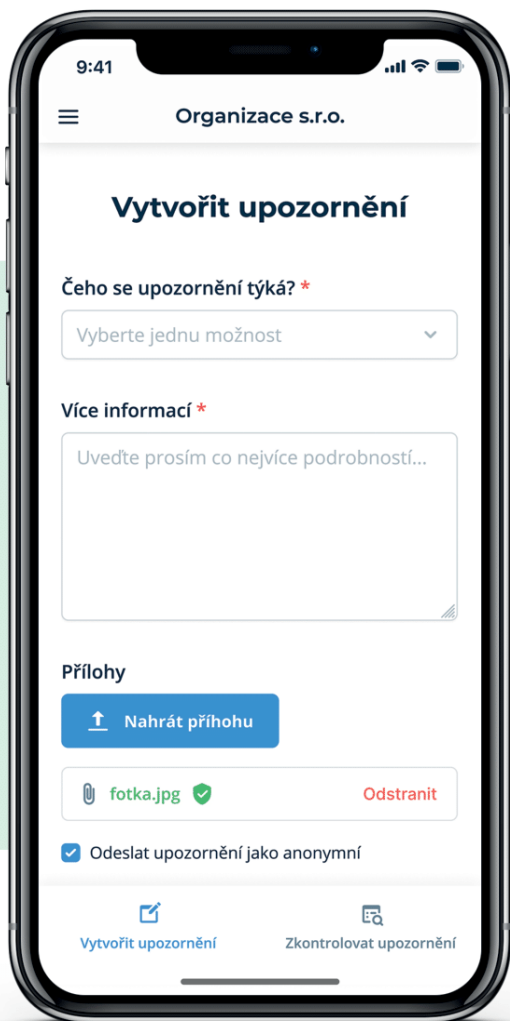 9:41
Organizace s.r.o.
Vytvořit upozornění
Čeho se upozornění týká? *
Vyberte jednu možnost
Více informací *
Uveďte prosím co nejvíce podrobností...
Přílohy
Nahrát příhohu
fotka.jpg Odstranit
Odeslat upozornění jako anonymní
Vytvořit upozornění Zkontrolovat upozornění